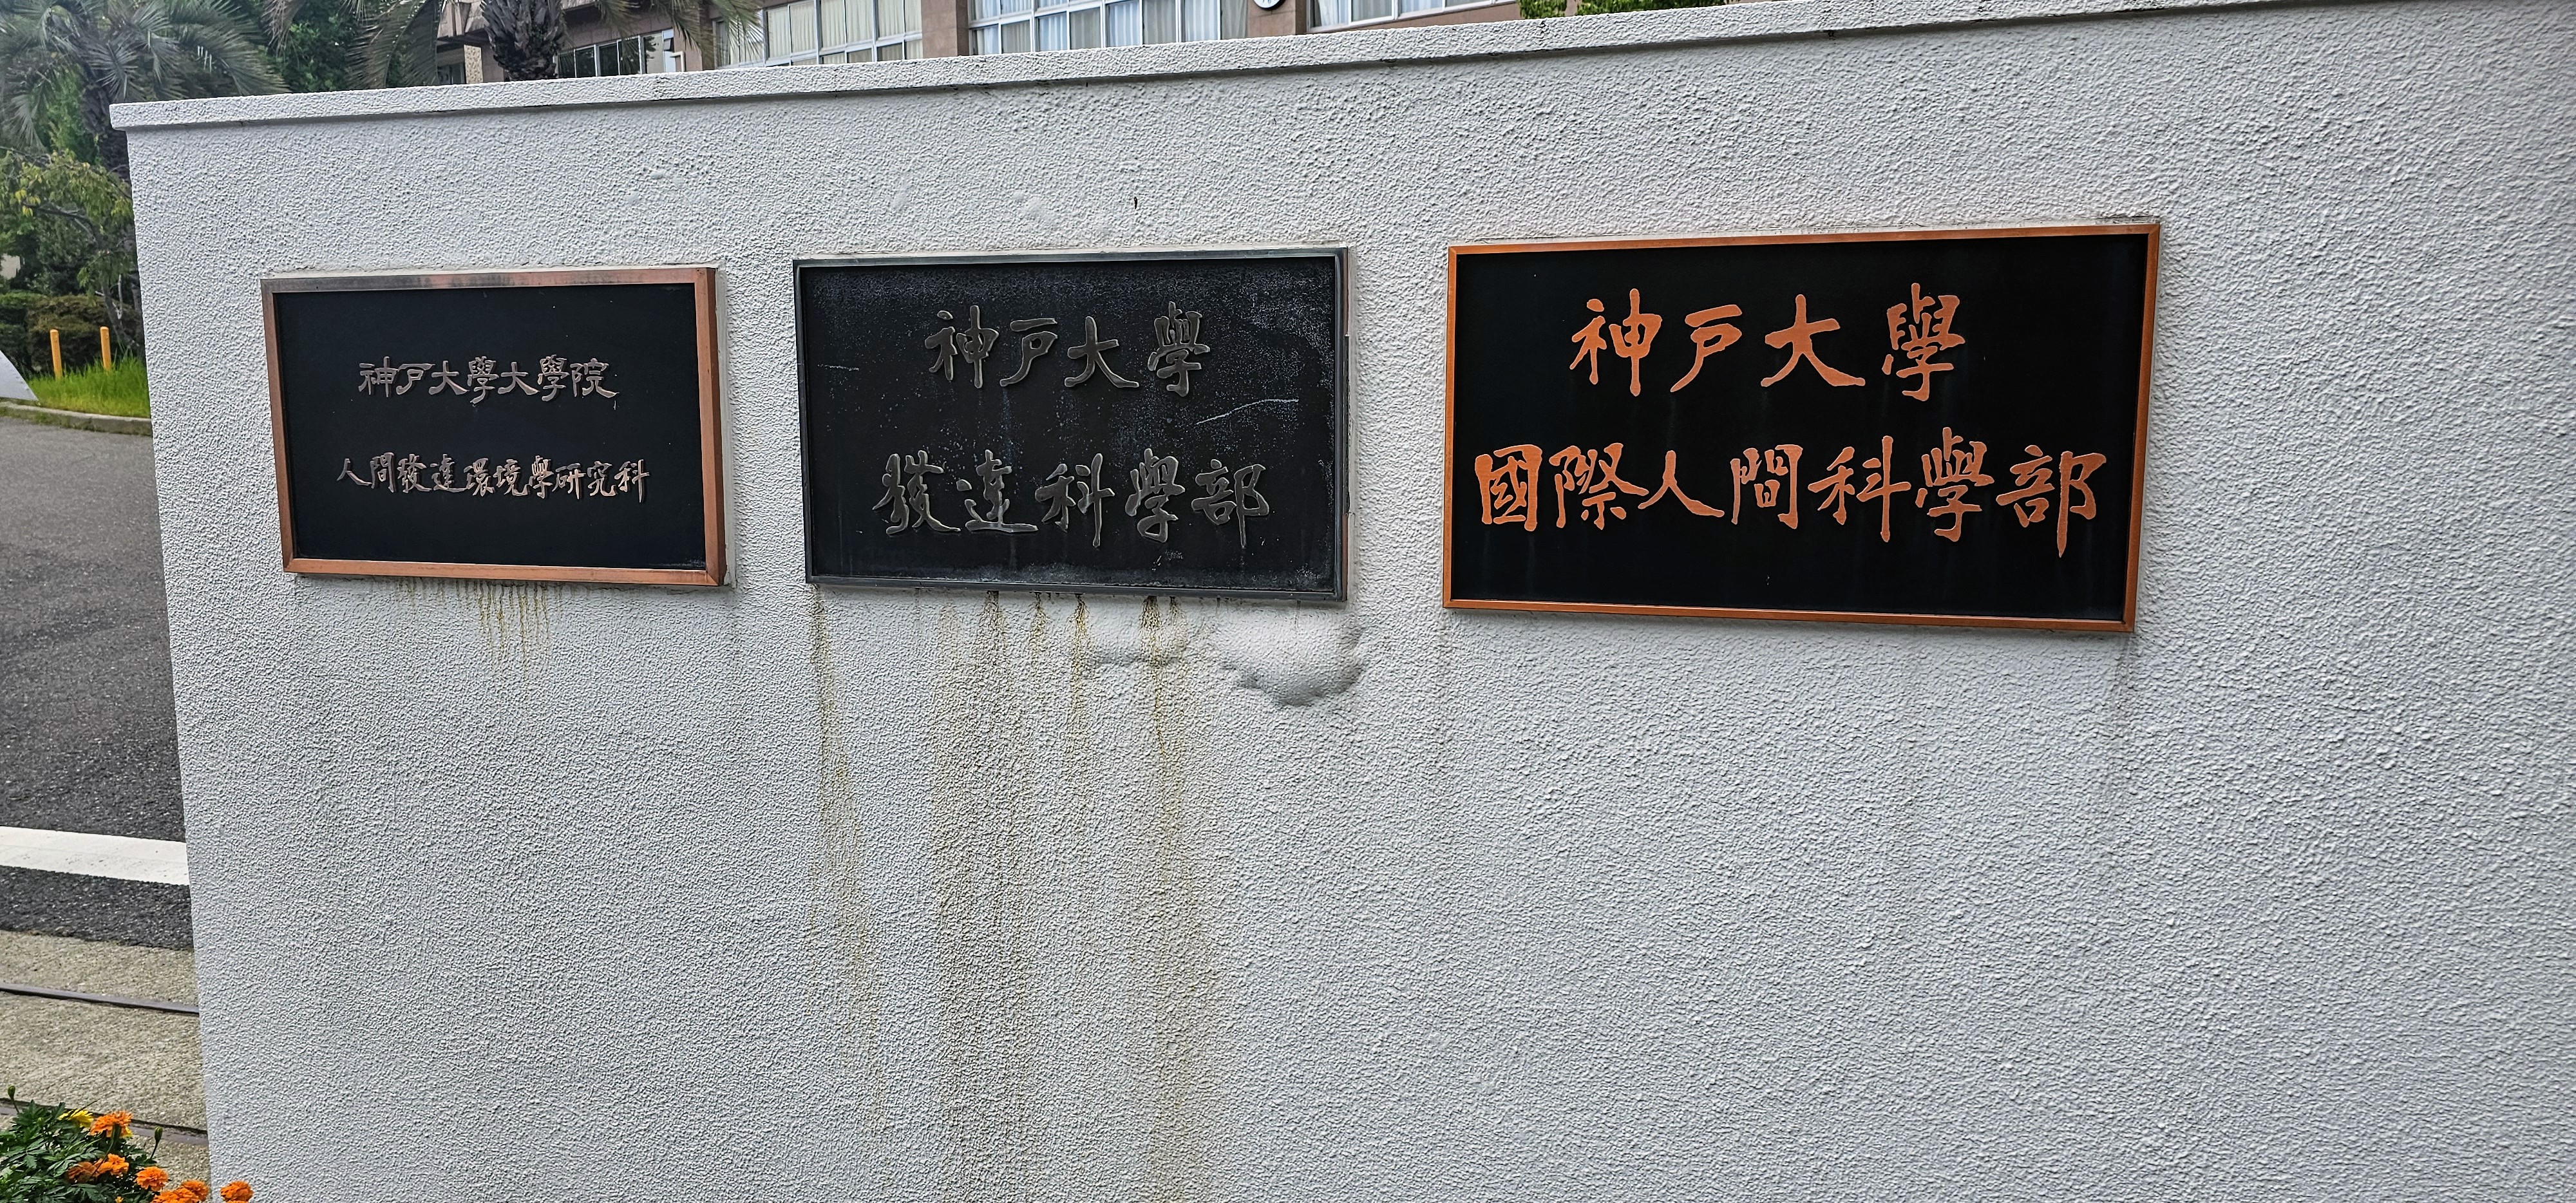 神戸大學大學院
人間發達環境學研究科
神戸大學
發達科學部
神戸大學
國際人間科學部